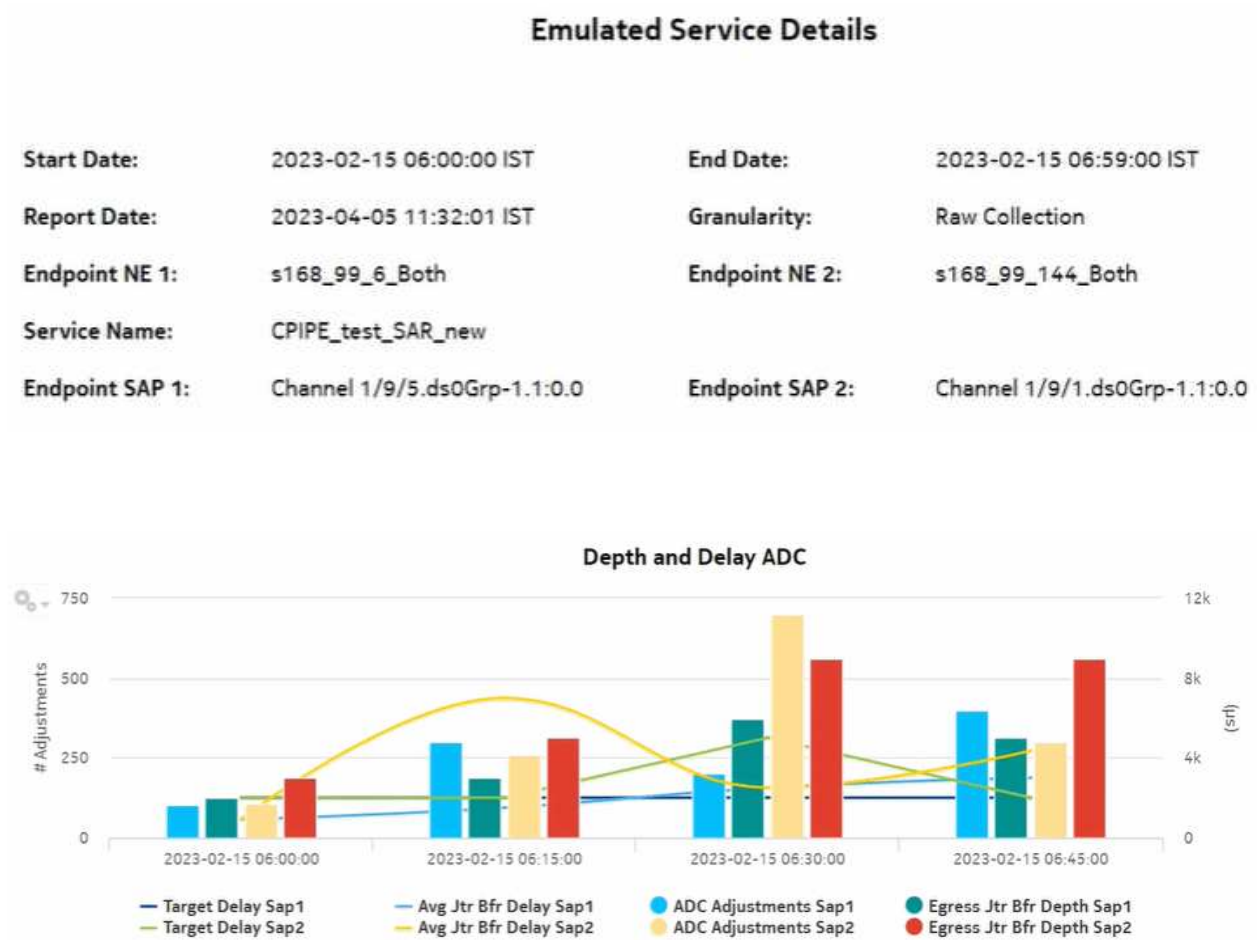 Emulated Service Details
Start Date: 2023-02-15 06:00:00 IST End Date: 2023-02-15 06:59:00 IST
Report Date: 2023-04-05 11:32:01 IST Granularity: Raw Collection
Endpoint NE 1: s168_99_6_Both Endpoint NE 2: s168_99_144_Both
Service Name: CPIPE_test_SAR_new
Endpoint SAP 1: Channel 1/9/5.ds0Grp-1.1:0.0 Endpoint SAP 2: Channel 1/9/1.ds0Grp-1.1:0.0
Depth and Delay ADC
750 12k
500 8k
# Adjustments (µs)
250 4k
0 0
2023-02-15 06:00:00 2023-02-15 06:15:00 2023-02-15 06:30:00 2023-02-15 06:45:00
Target Delay Sap1 Avg Jtr Bfr Delay Sap1 ADC Adjustments Sap1 Egress Jtr Bfr Depth Sap1
Target Delay Sap2 Avg Jtr Bfr Delay Sap2 ADC Adjustments Sap2 Egress Jtr Bfr Depth Sap2